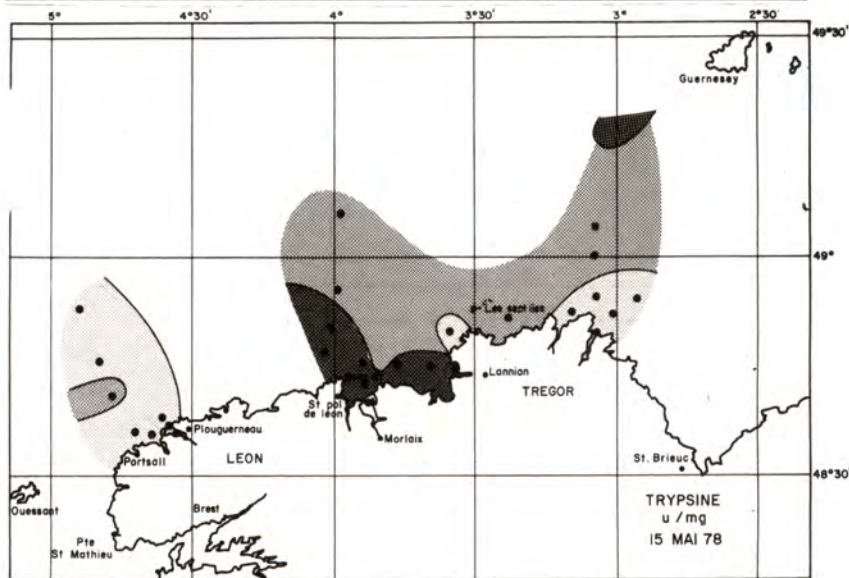 5° 4°30' 4° 3°30' 3° 2°30'
49°30'
Guernesey
49°
Les sept iles
Lannion
TREGOR
St pol
de léon
Plouguerneau
Morlaix
Portsall
LEON
St. Brieuc
48°30'
Ouessant
Brest
TRYPSINE
u/mg
15 MAI 78
Pte
St Mathieu